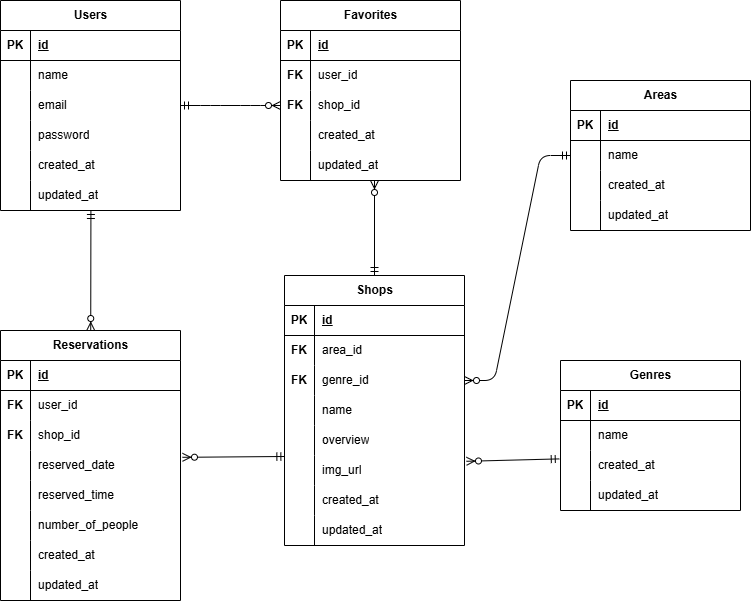 Users
PK id
name
email
password
created_at
updated_at
Favorites
PK id
FK user_id
FK shop_id
created_at
updated_at
Areas
PK id
name
created_at
updated_at
Shops
PK id
FK area_id
FK genre_id
name
overview
img_url
created_at
updated_at
Reservations
PK id
FK user_id
FK shop_id
reserved_date
reserved_time
number_of_people
created_at
updated_at
Genres
PK id
name
created_at
updated_at